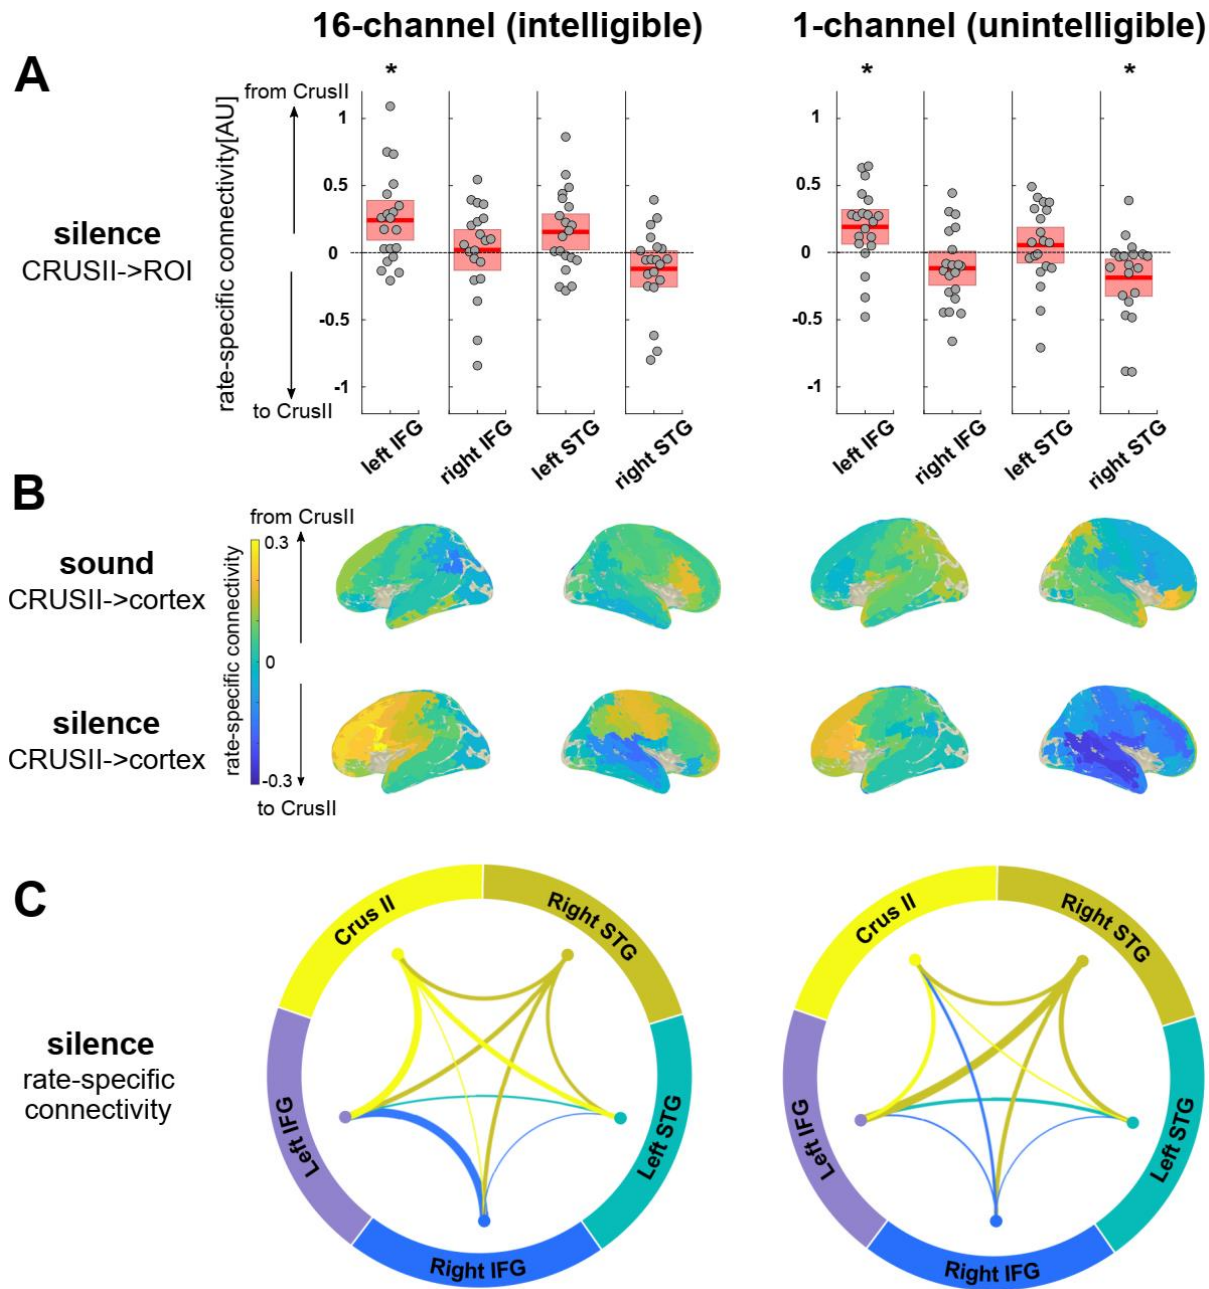 16-channel (intelligible)
1-channel (unintelligible)
A
*
*
*
from CrusII
rate-specific connectivity[AU]
to CrusII
silence
CRUSII->ROI
1
0.5
0
-0.5
-1
left IFG
right IFG
left STG
right STG
1
0.5
0
-0.5
-1
left IFG
right IFG
left STG
right STG
B
from CrusII
0.3
0
-0.3
rate-specific connectivity
to CrusII
sound
CRUSII->cortex
silence
CRUSII->cortex
C
silence
rate-specific
connectivity
Crus II
Right STG
Left IFG
Left STG
Right IFG
Crus II
Right STG
Left IFG
Left STG
Right IFG